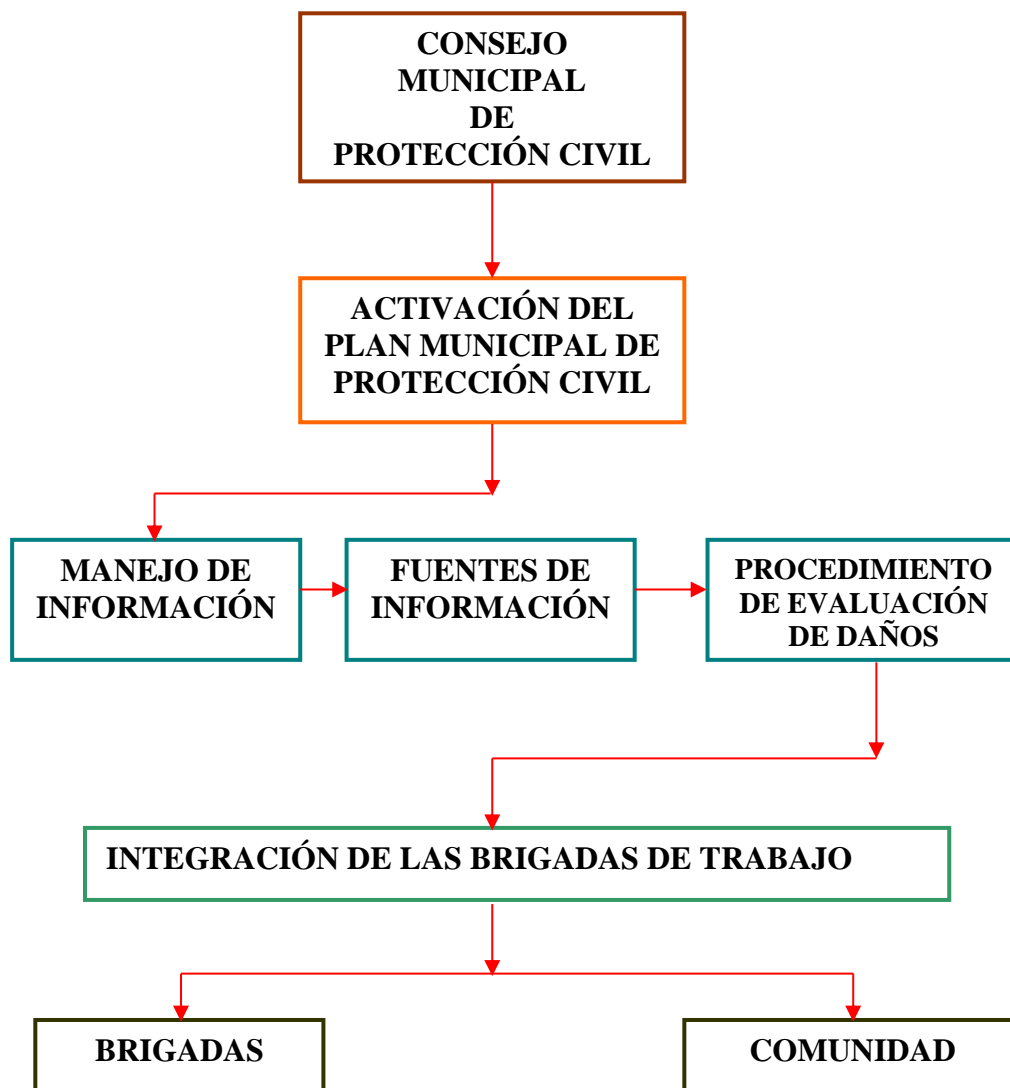 CONSEJO
MUNICIPAL
DE
PROTECCIÓN CIVIL
ACTIVACIÓN DEL
PLAN MUNICIPAL DE
PROTECCIÓN CIVIL
MANEJO DE
INFORMACIÓN
FUENTES DE
INFORMACIÓN
PROCEDIMIENTO
DE EVALUACIÓN
DE DAÑOS
INTEGRACIÓN DE LAS BRIGADAS DE TRABAJO
BRIGADAS
COMUNIDAD